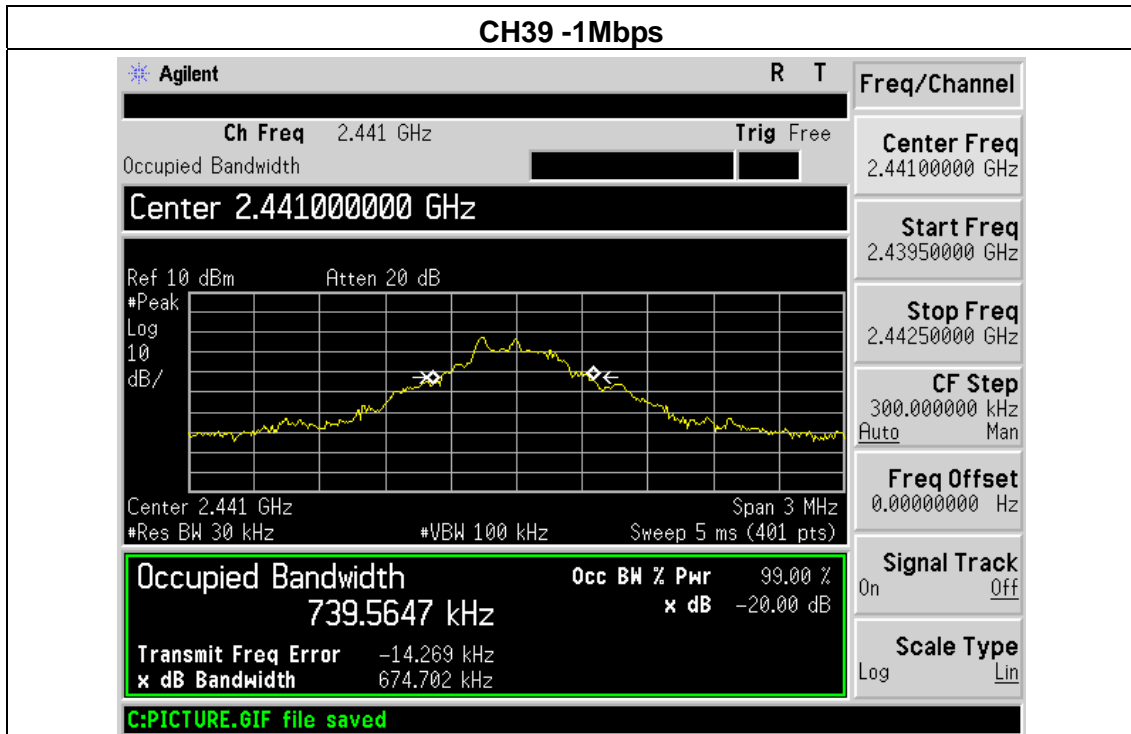 CH39 -1Mbps
Agilent R T
Freq/Channel
Ch Freq 2.441 GHz Trig Free
Occupied Bandwidth
Center Freq
2.44100000 GHz
Center 2.441000000 GHz
Start Freq
2.43950000 GHz
Ref 10 dBm Atten 20 dB
#Peak
Log
10
dB/
Stop Freq
2.44250000 GHz
CF Step
300.000000 kHz
Auto Man
Freq Offset
0.00000000 Hz
Center 2.441 GHz Span 3 MHz
#Res BW 30 kHz #VBW 100 kHz Sweep 5 ms (401 pts)
Occupied Bandwidth Occ BW % Pwr 99.00 %
739.5647 kHz x dB -20.00 dB
Signal Track
On Off
Transmit Freq Error -14.269 kHz
x dB Bandwidth 674.702 kHz
Scale Type
Log Lin
C:PICTURE.GIF file saved